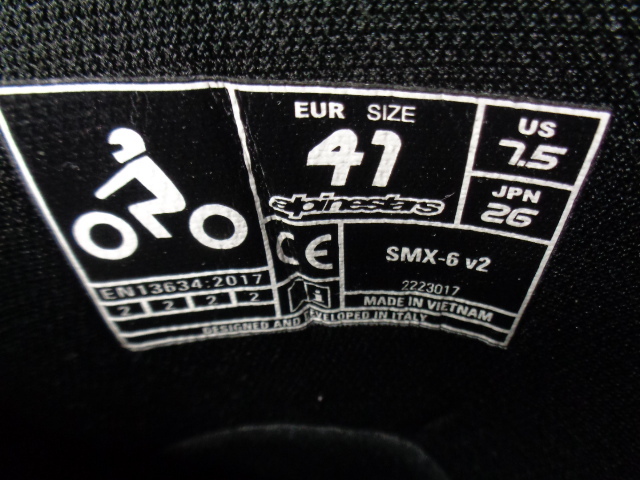 EUR SIZE
41
alpinestars
US
7.5
JPN
26
EN13634:2017
2 2 2 2
CE
i
SMX-6 v2
2223017
MADE IN VIETNAM
DESIGNED AND DEVELOPED IN ITALY